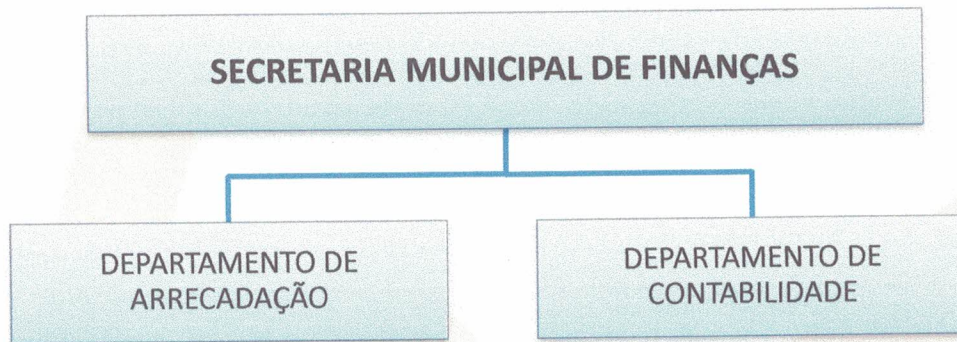 SECRETARIA MUNICIPAL DE FINANÇAS
DEPARTAMENTO DE
ARRECADAÇÃO
DEPARTAMENTO DE
CONTABILIDADE